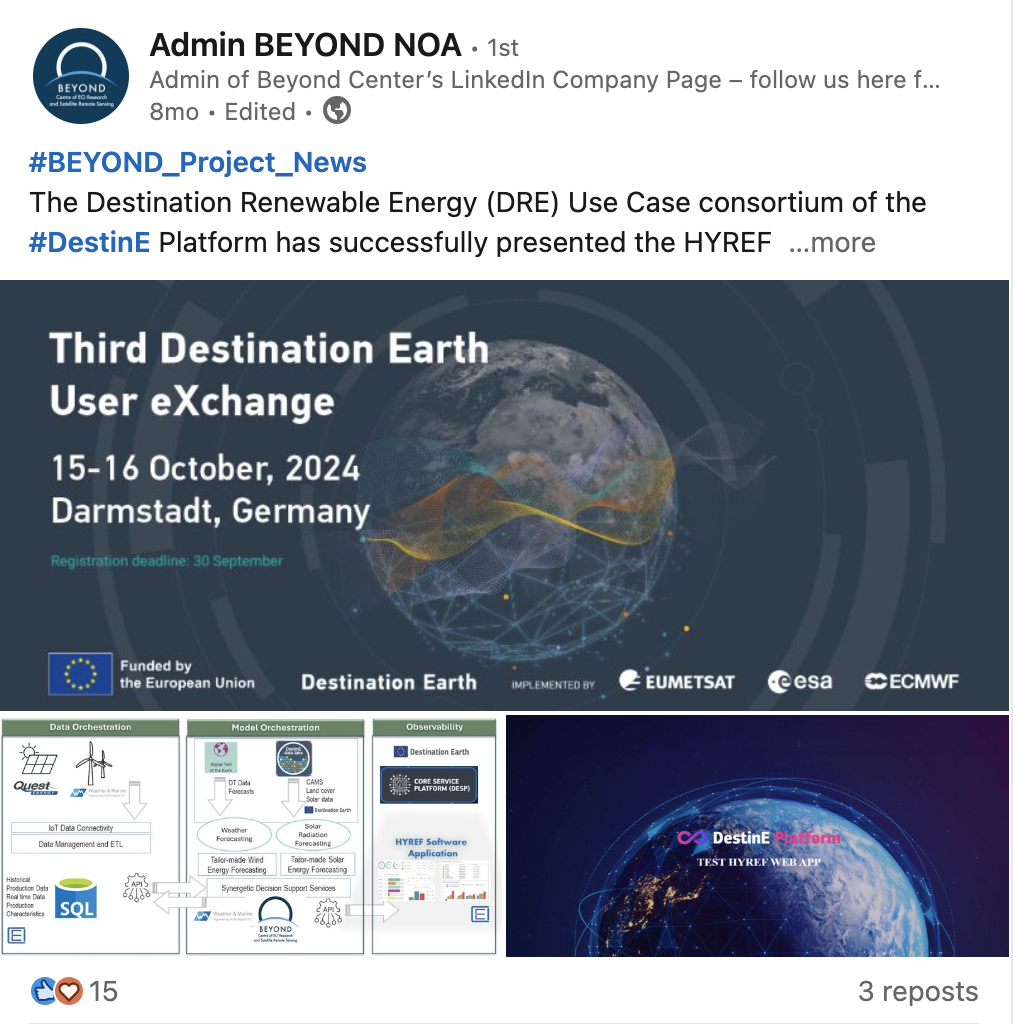 Admin BEYOND NOA • 1st
Admin of Beyond Center's LinkedIn Company Page – follow us here f...
8mo • Edited •
BEYOND
Centre of EO Research
and Satellite Remote Sensing
#BEYOND_Project_News
The Destination Renewable Energy (DRE) Use Case consortium of the
#DestinE Platform has successfully presented the HYREF ...more
Third Destination Earth
User eXchange
15-16 October, 2024
Darmstadt, Germany
Registration deadline: 30 September
Funded by
the European Union
Destination Earth
IMPLEMENTED BY
EUMETSAT
esa
ECMWF
Data Orchestration
Quest
ENERGY
Weather & Marine
IoT Data Connectivity
Data Management and ETL
Historical
Production Data
Real time Data
Production
Characteristics
SQL
API
E
Model Orchestration
Digital Twin
of the Earth
DestinE
data lake
DT Data
Forecasts
CAMS
Land cover
Solar data
Destination Earth
Weather
Forecasting
Solar
Radiation
Forecasting
Tailor-made Wind
Energy Forecasting
Tailor-made Solar
Energy Forecasting
Synergetic Decision Support Services
Weather & Marine
BEYOND
Centre of EO Research
and Satellite Remote Sensing
API
Observability
Destination Earth
CORE SERVICE
PLATFORM (DESP)
HYREF Software
Application
E
DestinE Platform
TEST HYREF WEB APP
15
3 reposts